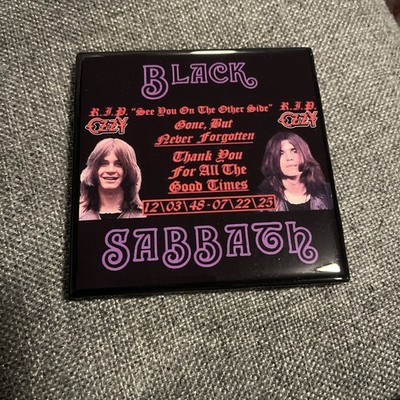 BLACK
R.I.P. "See You On The Other Side" R.I.P.
OZZY Gone, But OZZY
Never Forgotten
Thank You
For All The
Good Times
12\03\48-07\22\25
SABBATH